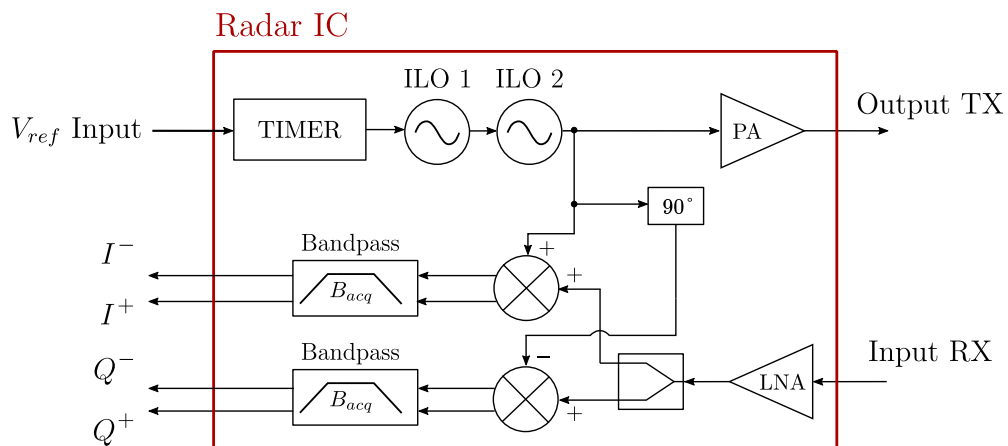 Radar IC
ILO 1 ILO 2
V_ref Input TIMER PA Output TX
90°
I⁻ Bandpass + +
B_acq
I⁺
Q⁻ Bandpass − Input RX
B_acq + LNA
Q⁺